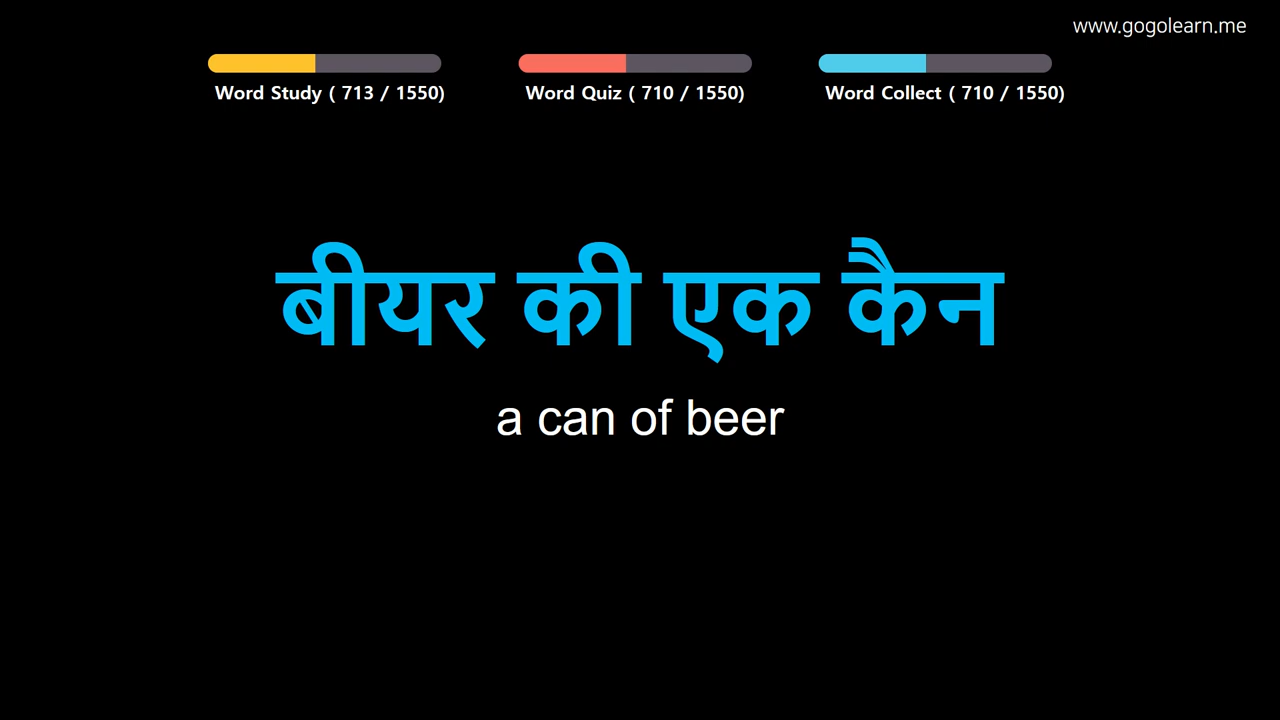 www.gogolearn.me
Word Study ( 713 / 1550)
Word Quiz ( 710 / 1550)
Word Collect ( 710 / 1550)
बीयर की एक कैन
a can of beer